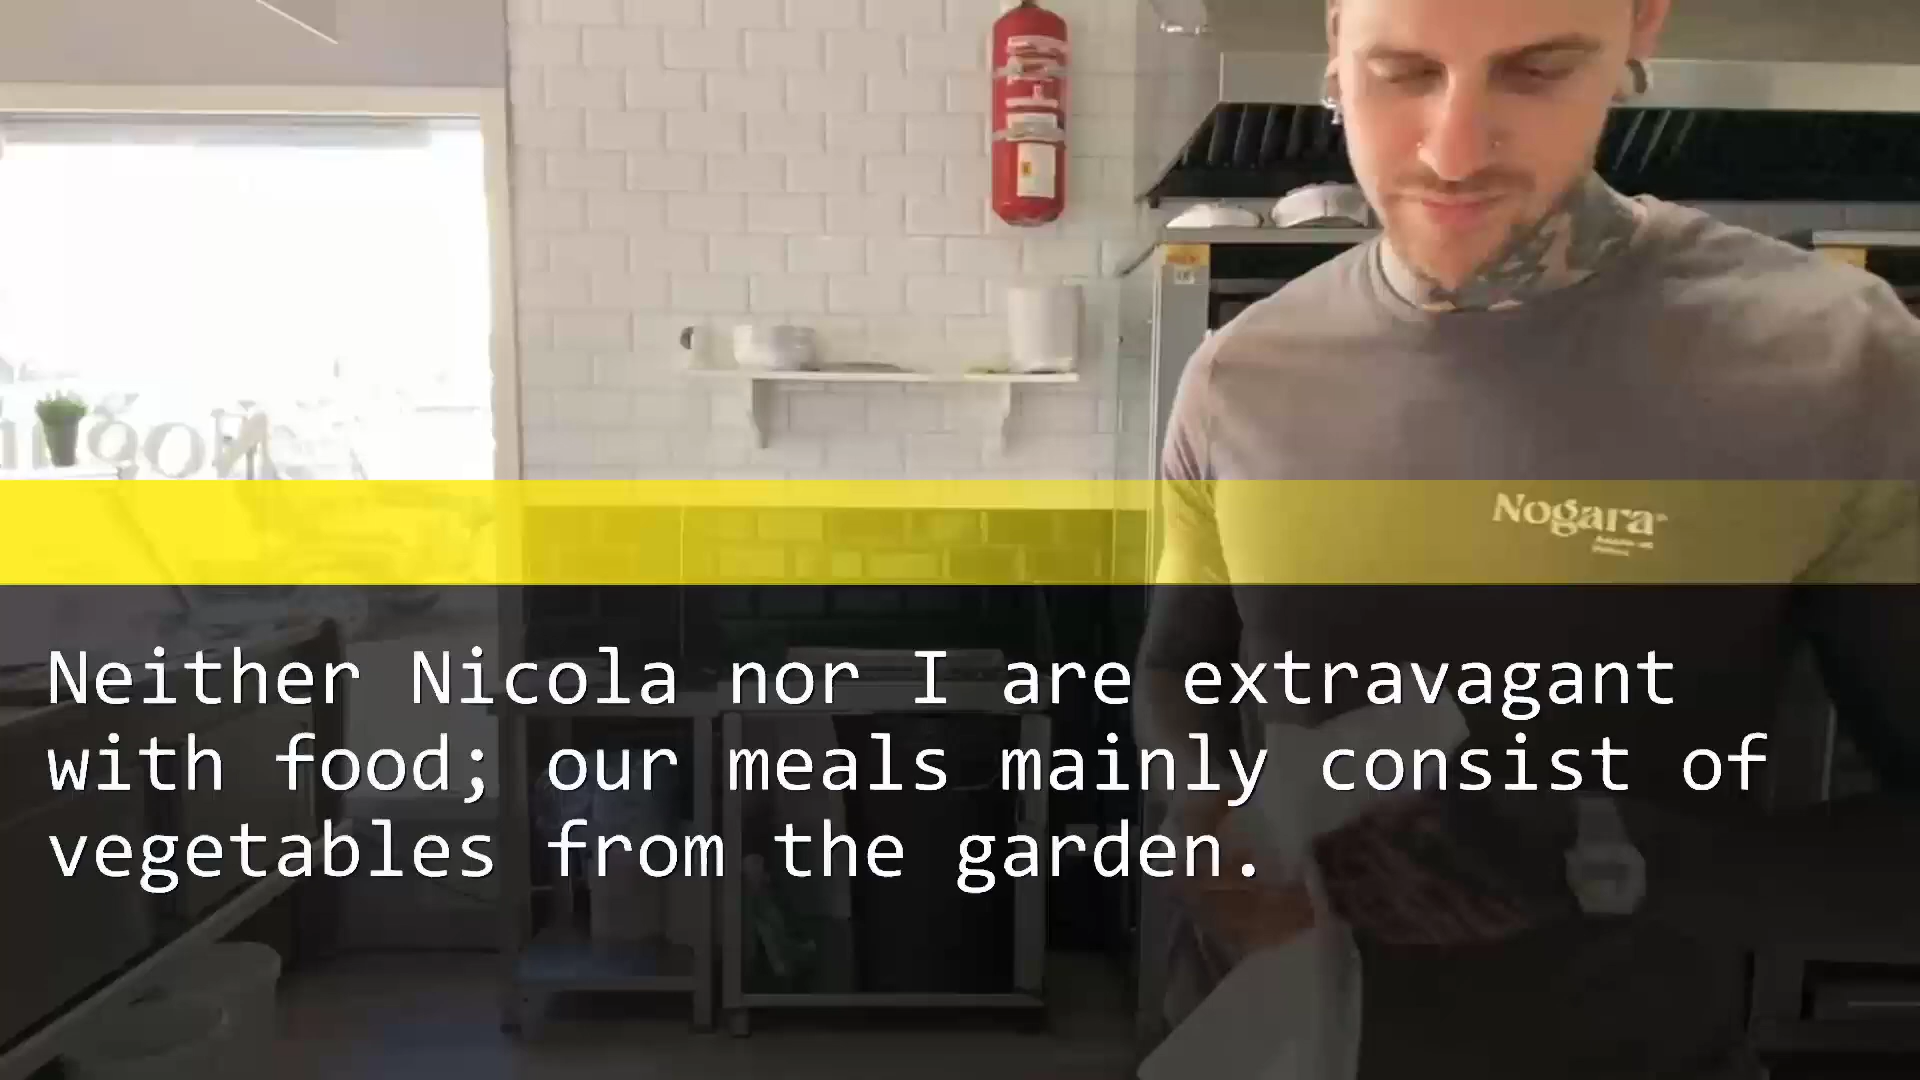 Nogara
Neither Nicola nor I are extravagant
with food; our meals mainly consist of
vegetables from the garden.